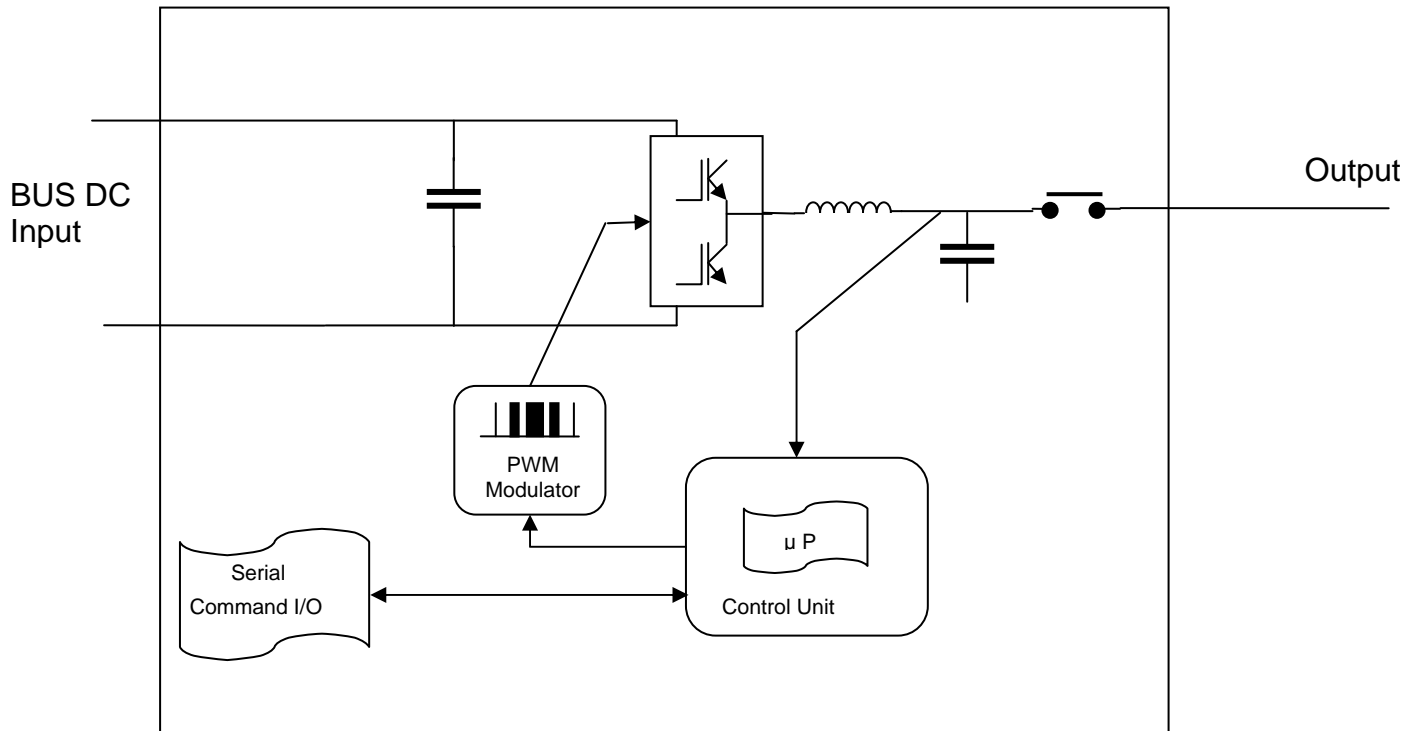 BUS DC
Input
Output
PWM
Modulator
µ P
Control Unit
Serial
Command I/O